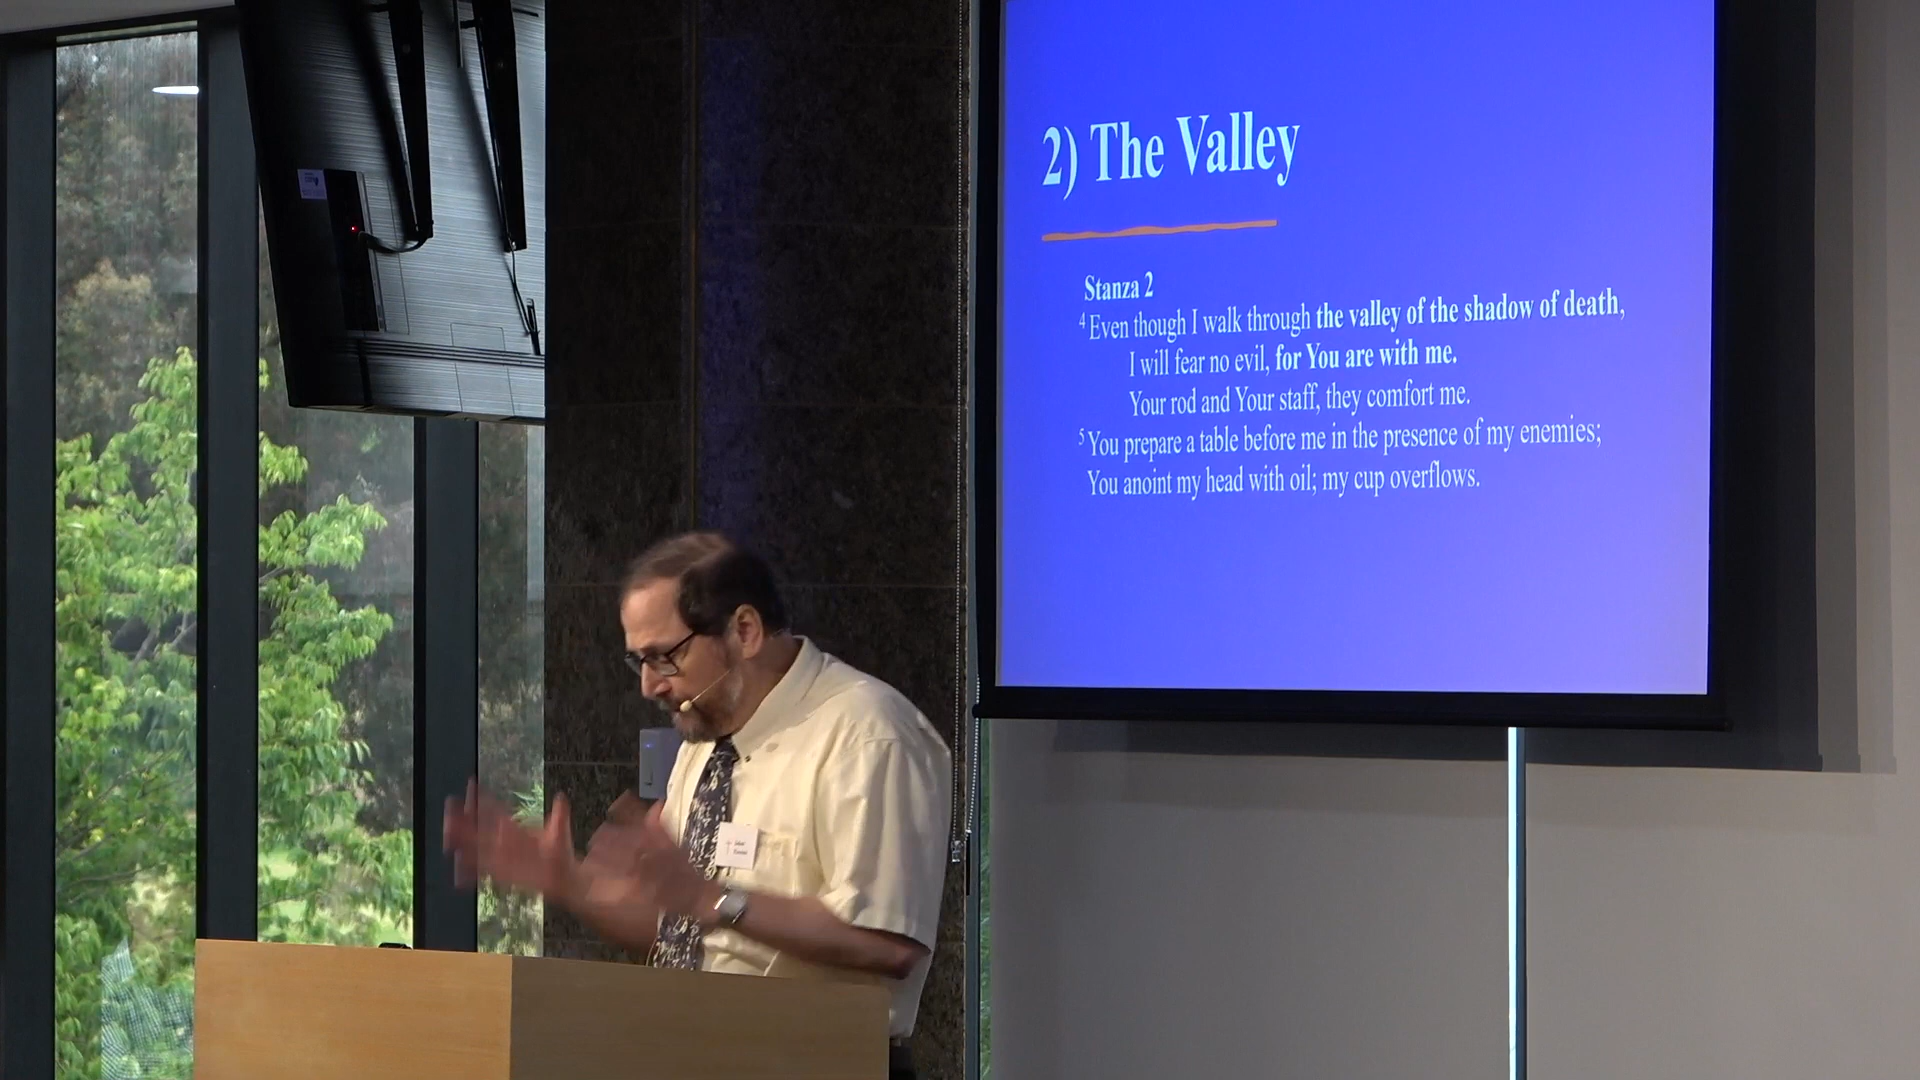 2) The Valley
Stanza 2
4 Even though I walk through the valley of the shadow of death,
I will fear no evil, for You are with me.
Your rod and Your staff, they comfort me.
5 You prepare a table before me in the presence of my enemies;
You anoint my head with oil; my cup overflows.